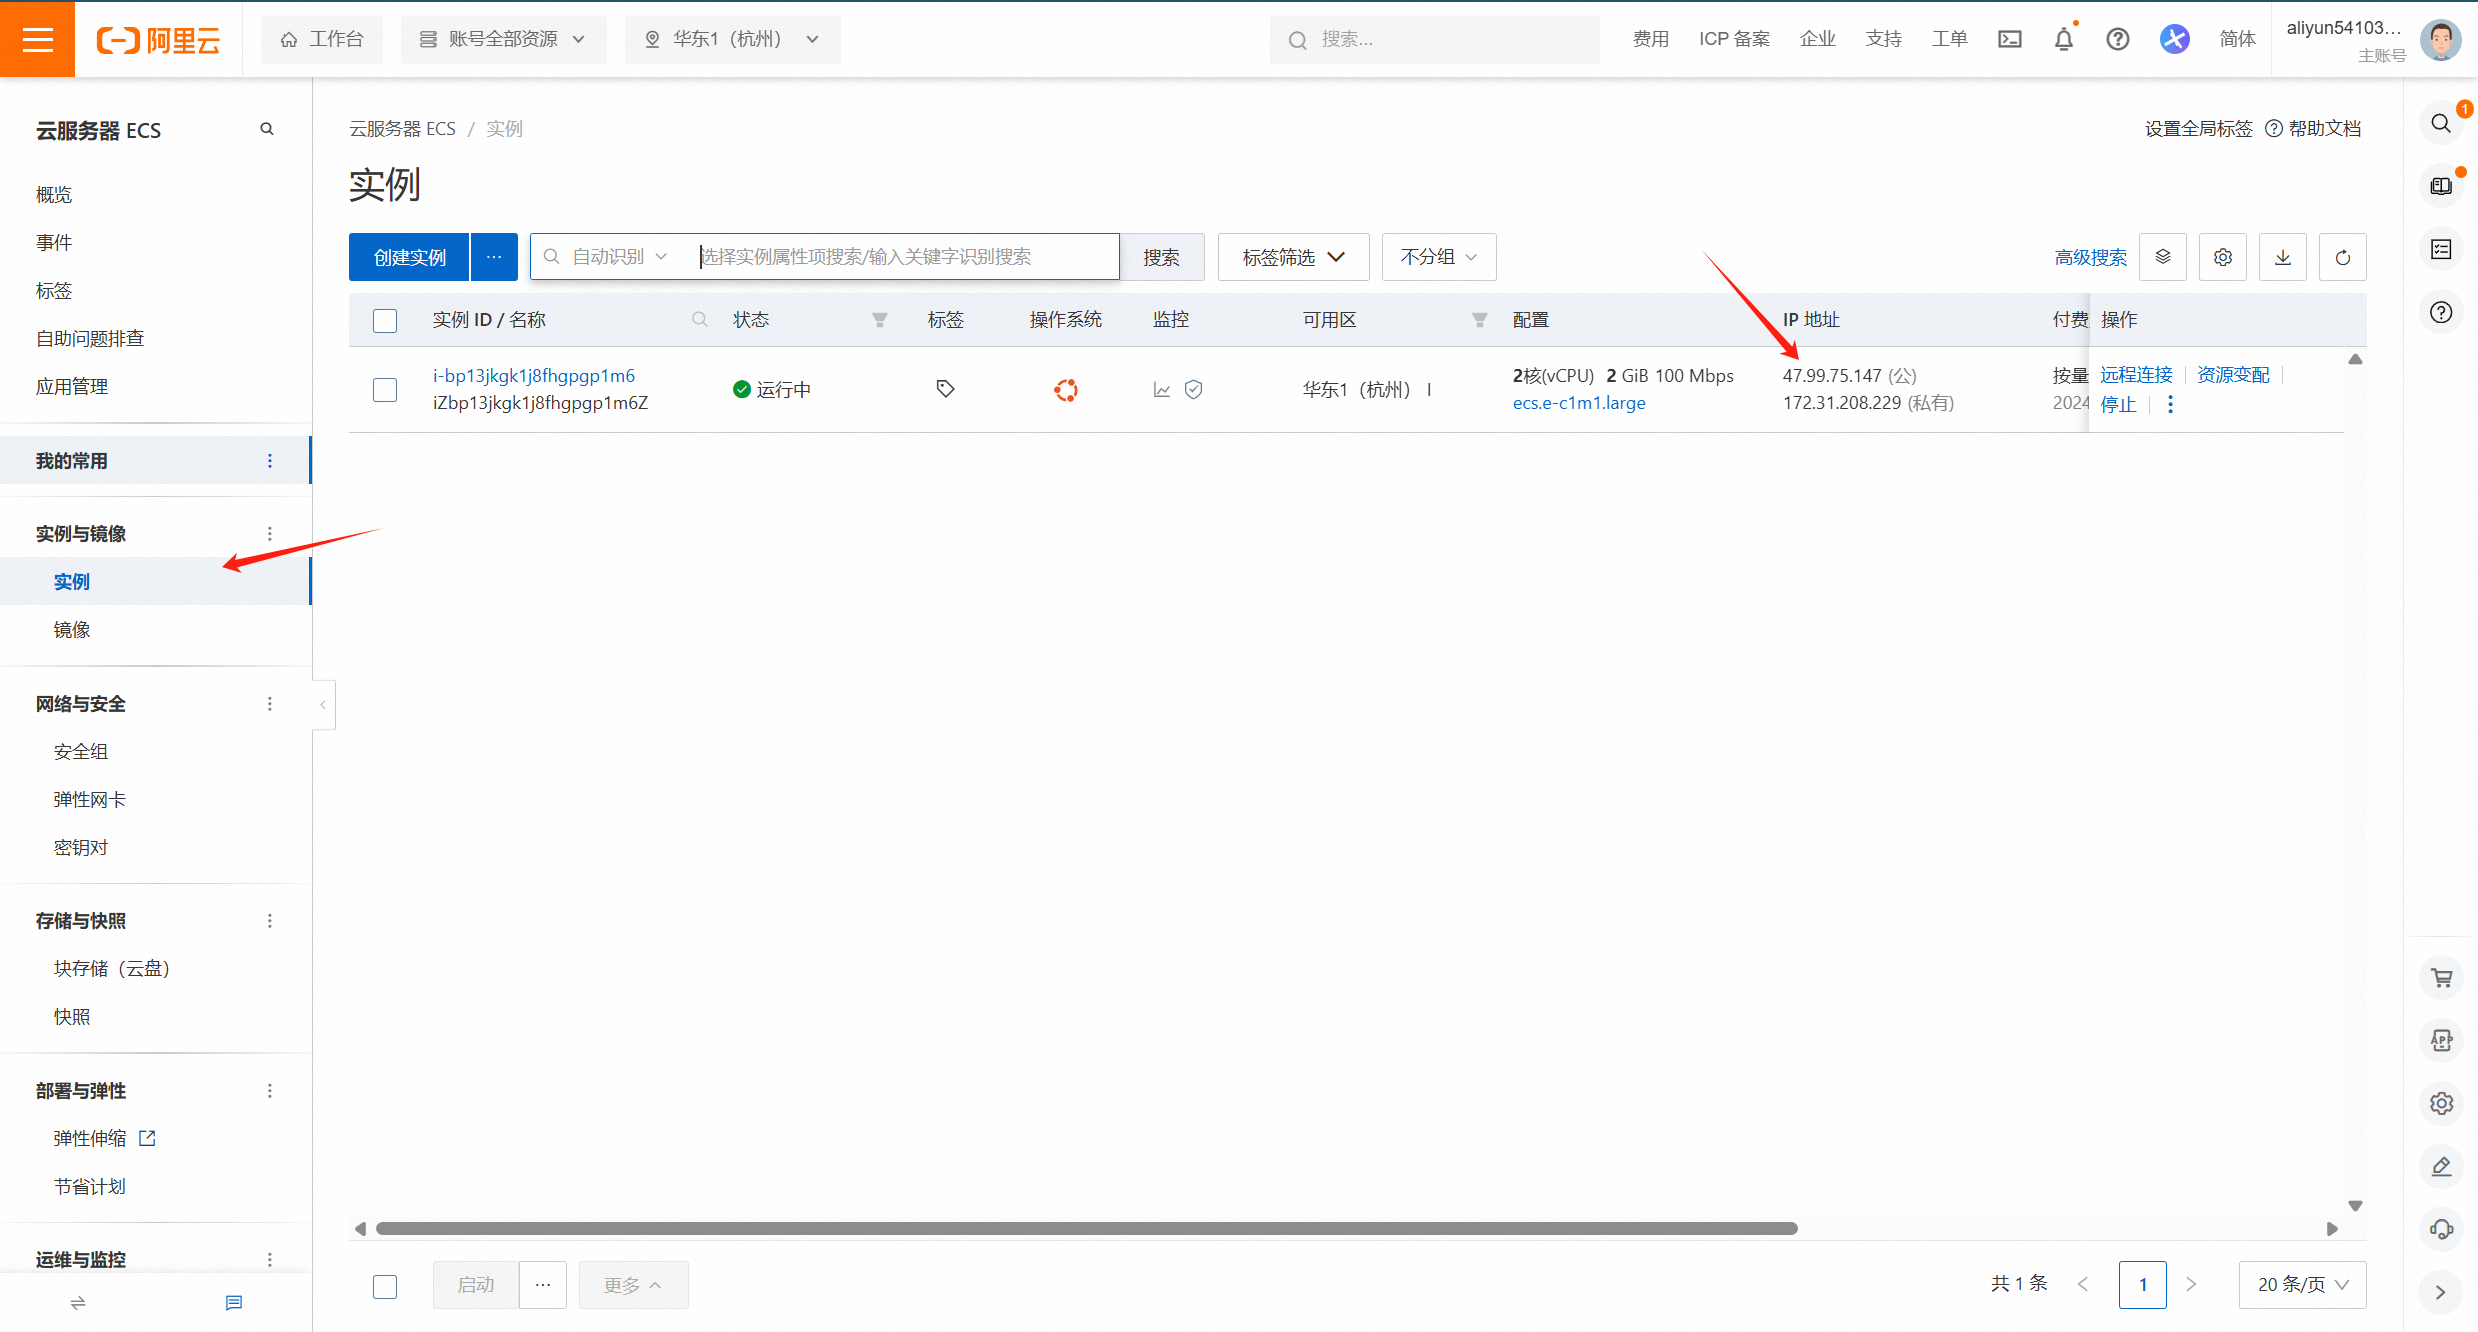 阿里云
工作台
账号全部资源
华东1（杭州）
搜索...
费用
ICP 备案
企业
支持
工单
简体
aliyun54103...
主账号
云服务器 ECS
概览
事件
标签
自助问题排查
应用管理
我的常用
实例与镜像
实例
镜像
网络与安全
安全组
弹性网卡
密钥对
存储与快照
块存储（云盘）
快照
部署与弹性
弹性伸缩
节省计划
运维与监控
云服务器 ECS / 实例
设置全局标签
帮助文档
实例
创建实例
...
自动识别
选择实例属性项搜索/输入关键字识别搜索
搜索
标签筛选
不分组
高级搜索
实例 ID / 名称
状态
标签
操作系统
监控
可用区
配置
IP 地址
付费
操作
i-bp13jkgk1j8fhgpgp1m6
iZbp13jkgk1j8fhgpgp1m6Z
运行中
华东1（杭州） I
2核(vCPU) 2 GiB 100 Mbps
ecs.e-c1m1.large
47.99.75.147 (公)
172.31.208.229 (私有)
按量
2024
远程连接
资源变配
停止
启动
...
更多
共 1 条
1
20 条/页
1
APP